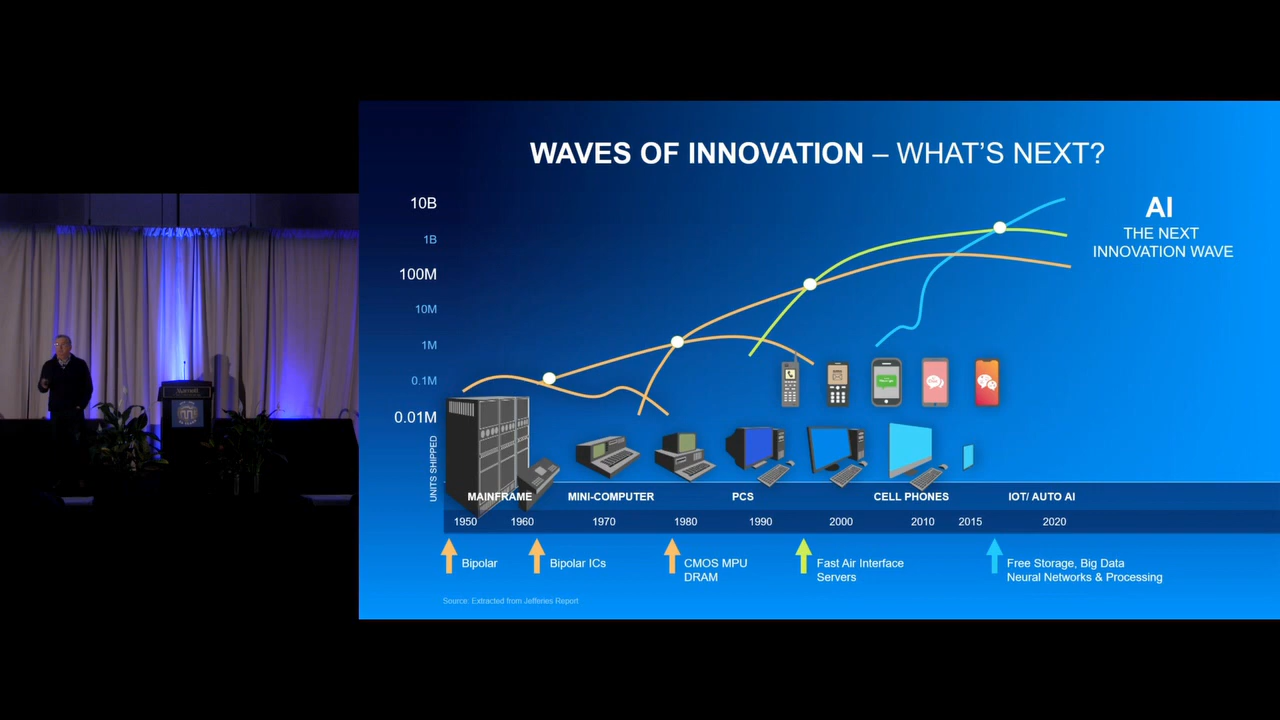 WAVES OF INNOVATION – WHAT'S NEXT?
10B
1B
100M
10M
1M
0.1M
0.01M
UNITS SHIPPED
AI
THE NEXT
INNOVATION WAVE
MAINFRAME
MINI-COMPUTER
PCS
CELL PHONES
IOT/ AUTO AI
1950 1960 1970 1980 1990 2000 2010 2015 2020
Bipolar
Bipolar ICs
CMOS MPU
DRAM
Fast Air Interface
Servers
Free Storage, Big Data
Neural Networks & Processing
Source: Extracted from Jefferies Report